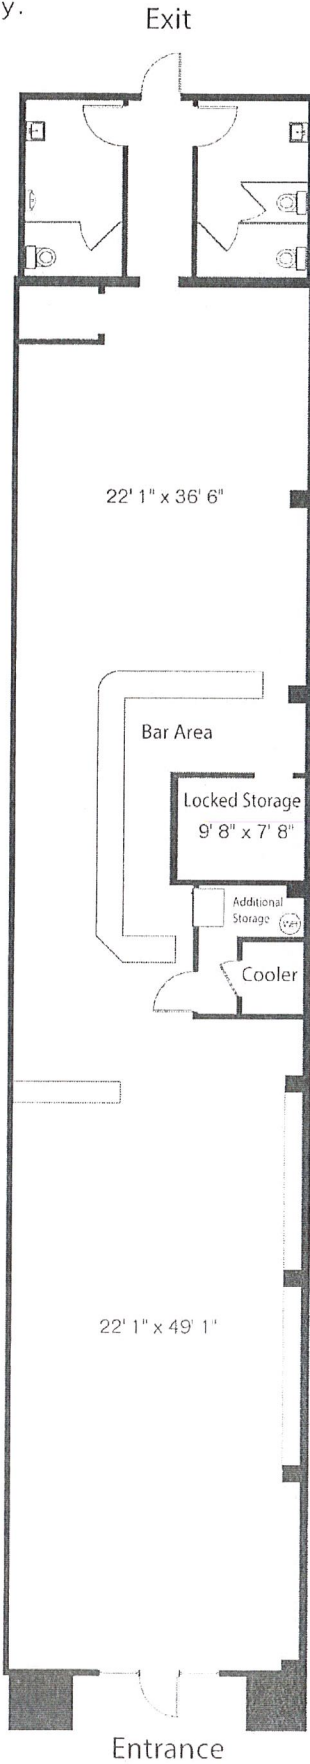 y.
Exit
22' 1" x 36' 6"
Bar Area
Locked Storage
9' 8" x 7' 8"
Additional
Storage
WH
Cooler
22' 1" x 49' 1"
Entrance